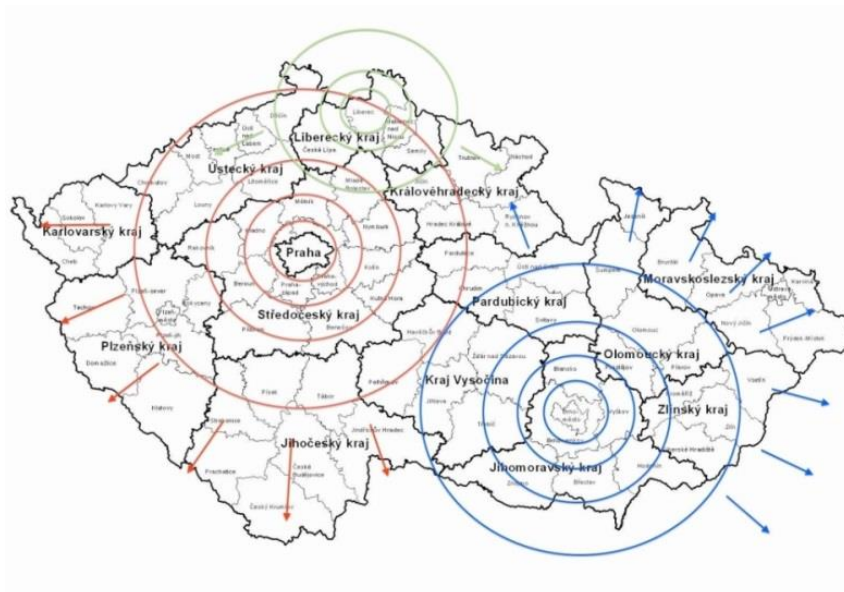 Liberec
Děčín
Liberecký kraj
Česká Lípa
Semily
Most
Ústecký kraj
Trutnov
Náchod
Chomutov
Litoměřice
Královéhradecký kraj
Louny
Mělník
Karlovy Vary
Sokolov
Hradec Králové
Jeseník
Karlovarský kraj
Kladno
Nymburk
Rakovník
Praha
Cheb
Pardubice
Bruntál
Kolín
Ústí nad Orlicí
Moravskoslezský kraj
Beroun
Šumperk
Karviná
Opava
Plzeň-sever
Chrudim
Kutná Hora
Pardubický kraj
Tachov
Rokycany
Středočeský kraj
Nový Jičín
Olomouc
Svitavy
Příbram
Benešov
Frýdek-Místek
Havlíčkův Brod
Plzeňský kraj
Olomoucký kraj
Žďár nad Sázavou
Domažlice
Prostějov
Přerov
Blansko
Kraj Vysočina
Pelhřimov
Vsetín
Písek
Tábor
Jihlava
Klatovy
Zlínský kraj
Vyškov
Strakonice
Třebíč
Zlín
Jindřichův Hradec
Jihočeský kraj
Uherské Hradiště
Prachatice
České
Budějovice
Jihomoravský kraj
Hodonín
Znojmo
Břeclav
Český Krumlov